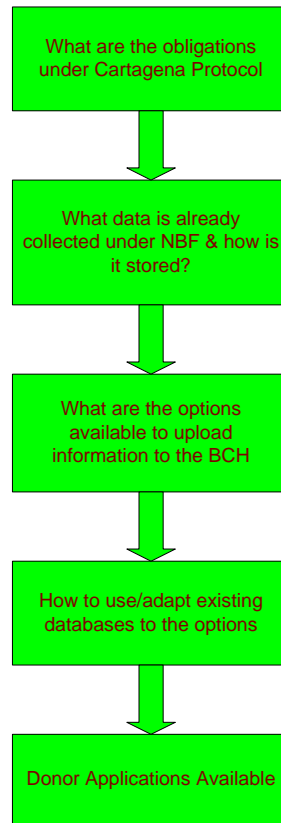 What are the obligations
under Cartagena Protocol
What data is already
collected under NBF & how is
it stored?
What are the options
available to upload
information to the BCH
How to use/adapt existing
databases to the options
Donor Applications Available